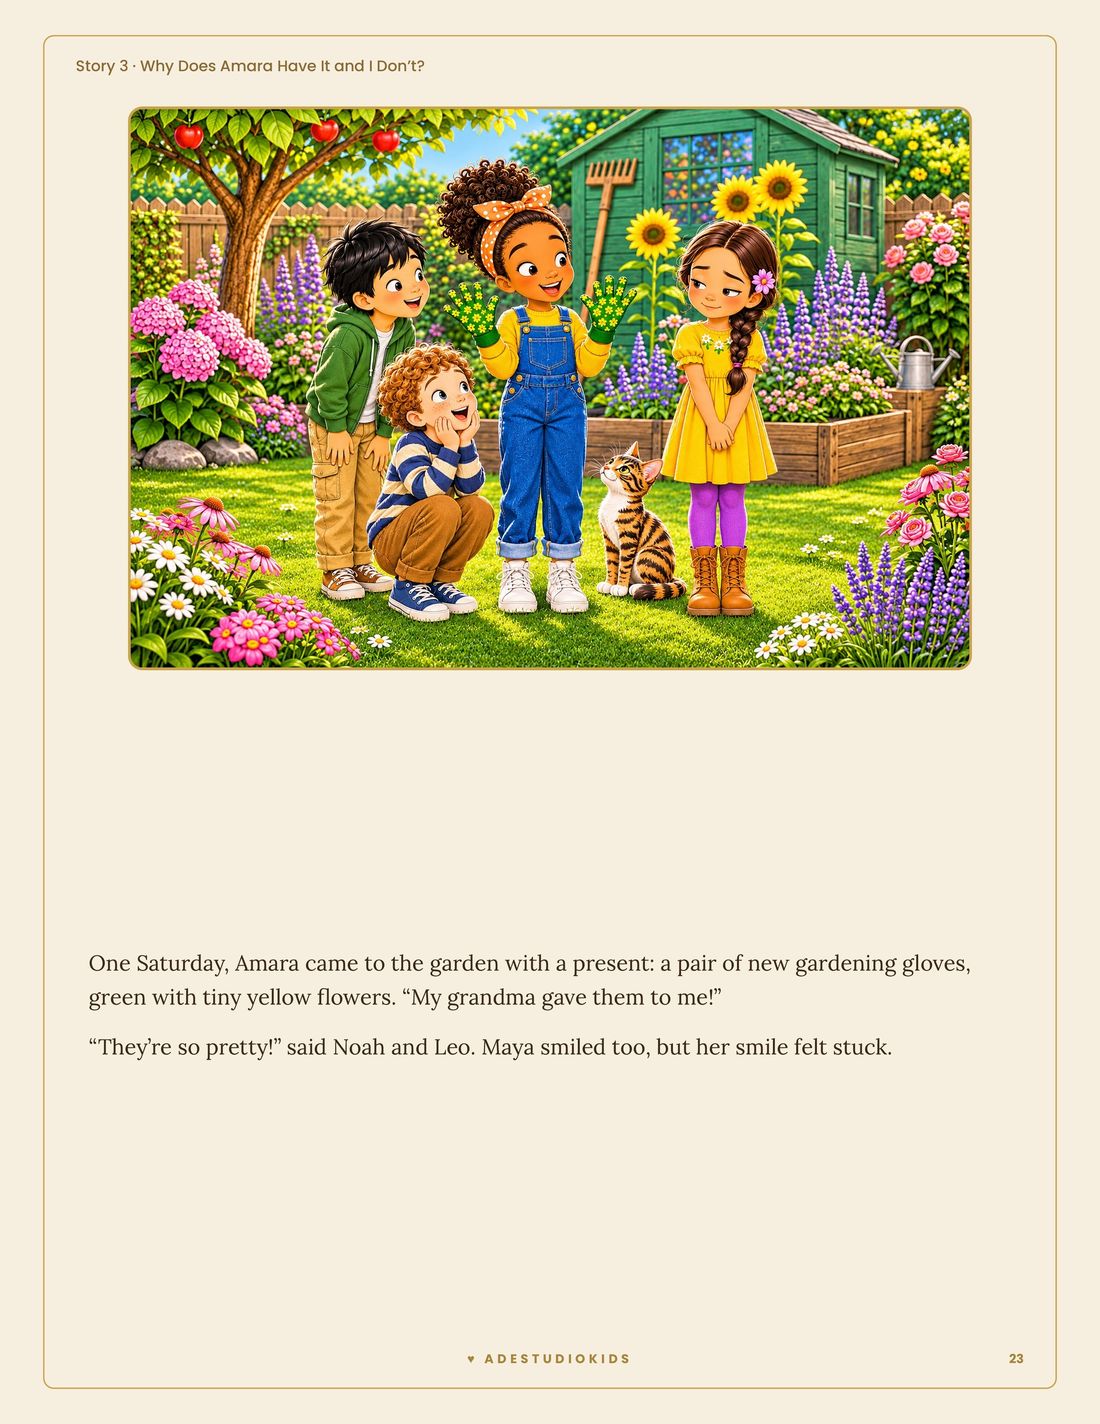 Story 3 · Why Does Amara Have It and I Don’t?
One Saturday, Amara came to the garden with a present: a pair of new gardening gloves,
green with tiny yellow flowers. “My grandma gave them to me!”
“They’re so pretty!” said Noah and Leo. Maya smiled too, but her smile felt stuck.
♥ ADESTUDIOKIDS
23